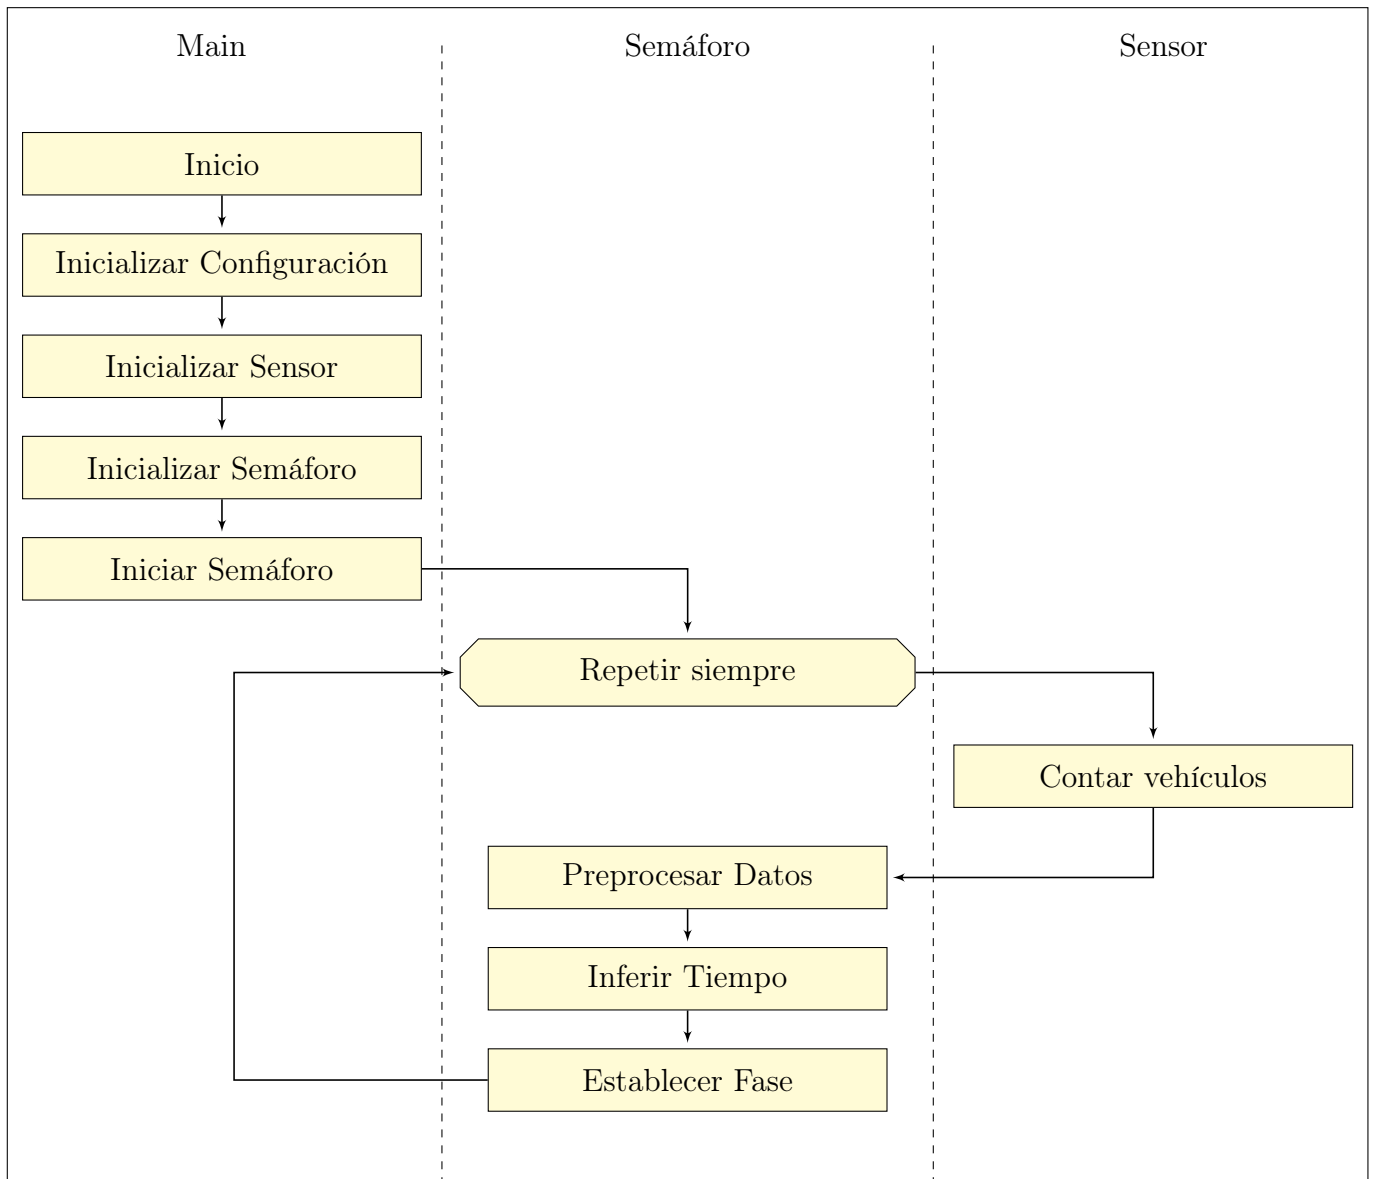 Main
Semáforo
Sensor
Inicio
Inicializar Configuración
Inicializar Sensor
Inicializar Semáforo
Iniciar Semáforo
Repetir siempre
Contar vehículos
Preprocesar Datos
Inferir Tiempo
Establecer Fase